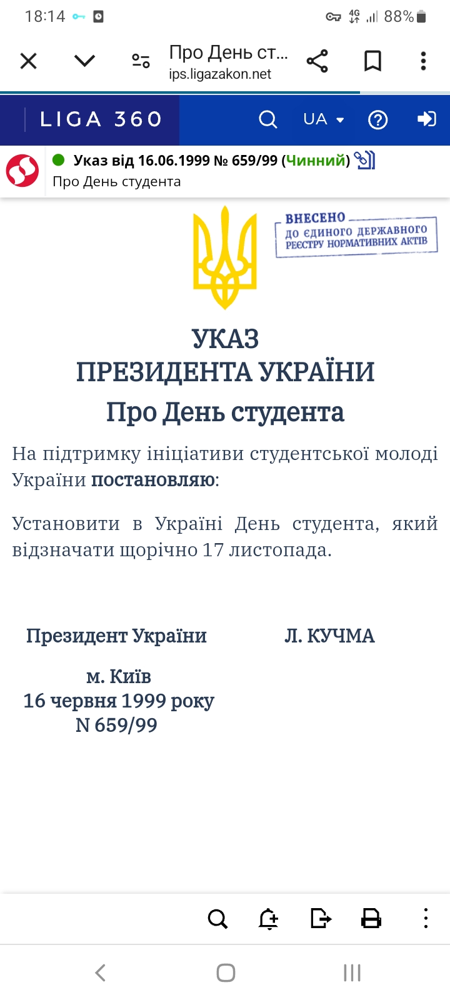 18:14
4G
88%
Про День ст...
ips.ligazakon.net
LIGA 360
UA
Указ від 16.06.1999 № 659/99 (Чинний)
Про День студента
ВНЕСЕНО
ДО ЄДИНОГО ДЕРЖАВНОГО
РЕЄСТРУ НОРМАТИВНИХ АКТІВ
УКАЗ
ПРЕЗИДЕНТА УКРАЇНИ
Про День студента
На підтримку ініціативи студентської молоді
України постановляю:
Установити в Україні День студента, який
відзначати щорічно 17 листопада.
Президент України Л. КУЧМА
м. Київ
16 червня 1999 року
N 659/99